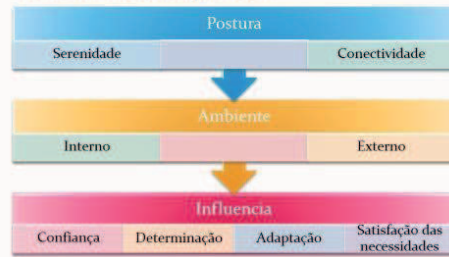 Postura
Serenidade Conectividade
Ambiente
Interno Externo
Influencia
Confiança Determinação Adaptação Satisfação das
necessidades